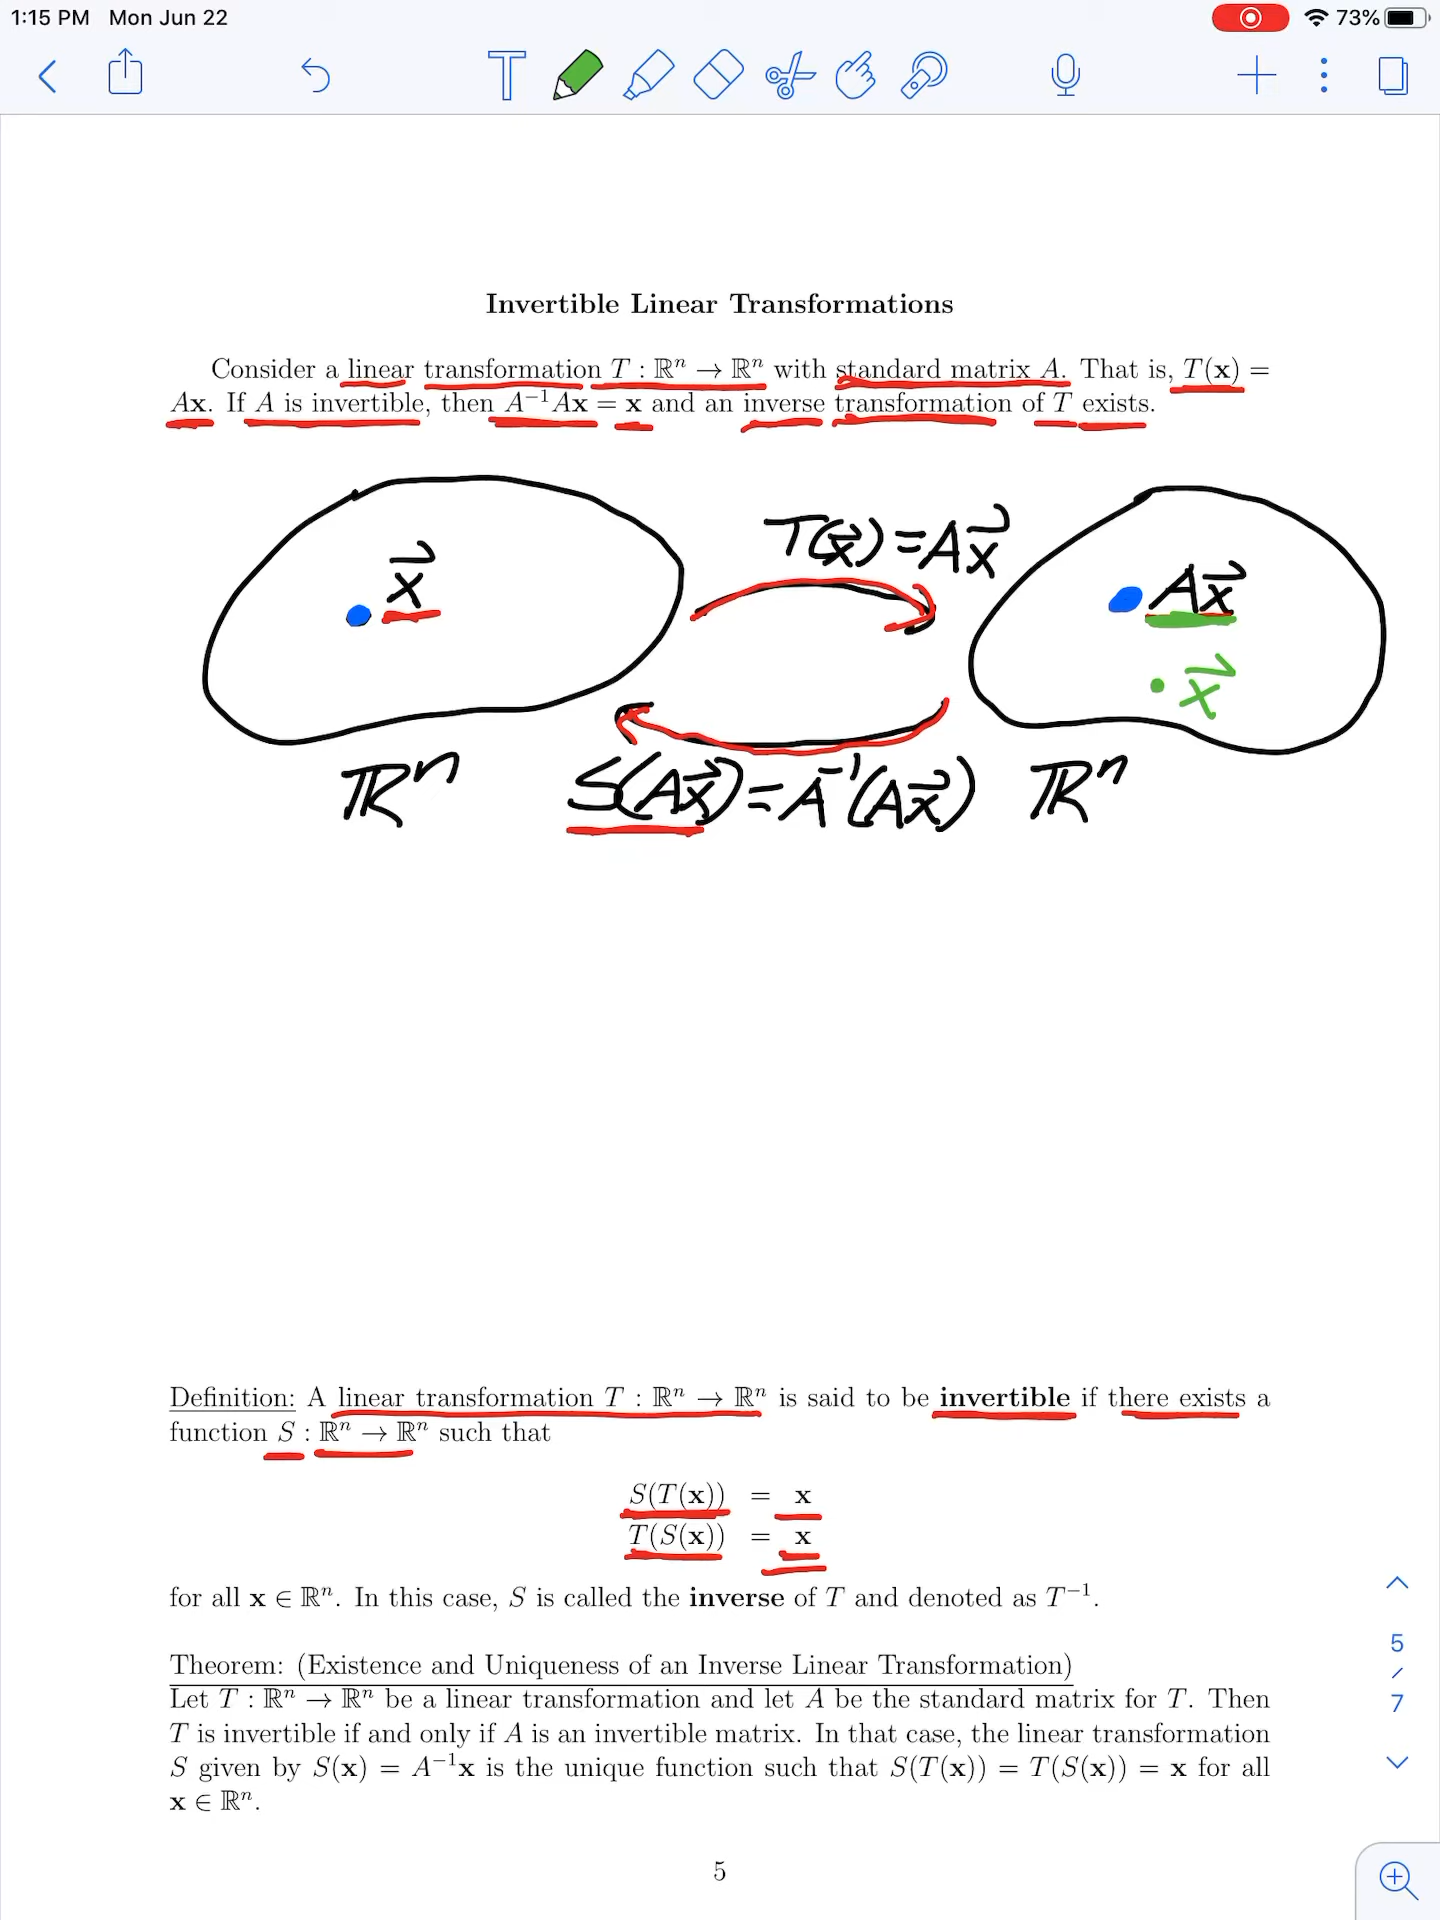 1:15 PM Mon Jun 22
73%
T
Invertible Linear Transformations
Consider a linear transformation T : ℝⁿ → ℝⁿ with standard matrix A. That is, T(x) =
Ax. If A is invertible, then A⁻¹Ax = x and an inverse transformation of T exists.
T(x⃗) = Ax⃗
x⃗
Ax⃗
x⃗
ℝⁿ
S(Ax⃗) = A⁻¹(Ax⃗)
ℝⁿ
Definition: A linear transformation T : ℝⁿ → ℝⁿ is said to be invertible if there exists a
function S : ℝⁿ → ℝⁿ such that
S(T(x)) = x
T(S(x)) = x
for all x ∈ ℝⁿ. In this case, S is called the inverse of T and denoted as T⁻¹.
Theorem: (Existence and Uniqueness of an Inverse Linear Transformation)
Let T : ℝⁿ → ℝⁿ be a linear transformation and let A be the standard matrix for T. Then
T is invertible if and only if A is an invertible matrix. In that case, the linear transformation
S given by S(x) = A⁻¹x is the unique function such that S(T(x)) = T(S(x)) = x for all
x ∈ ℝⁿ.
5
/
7
5